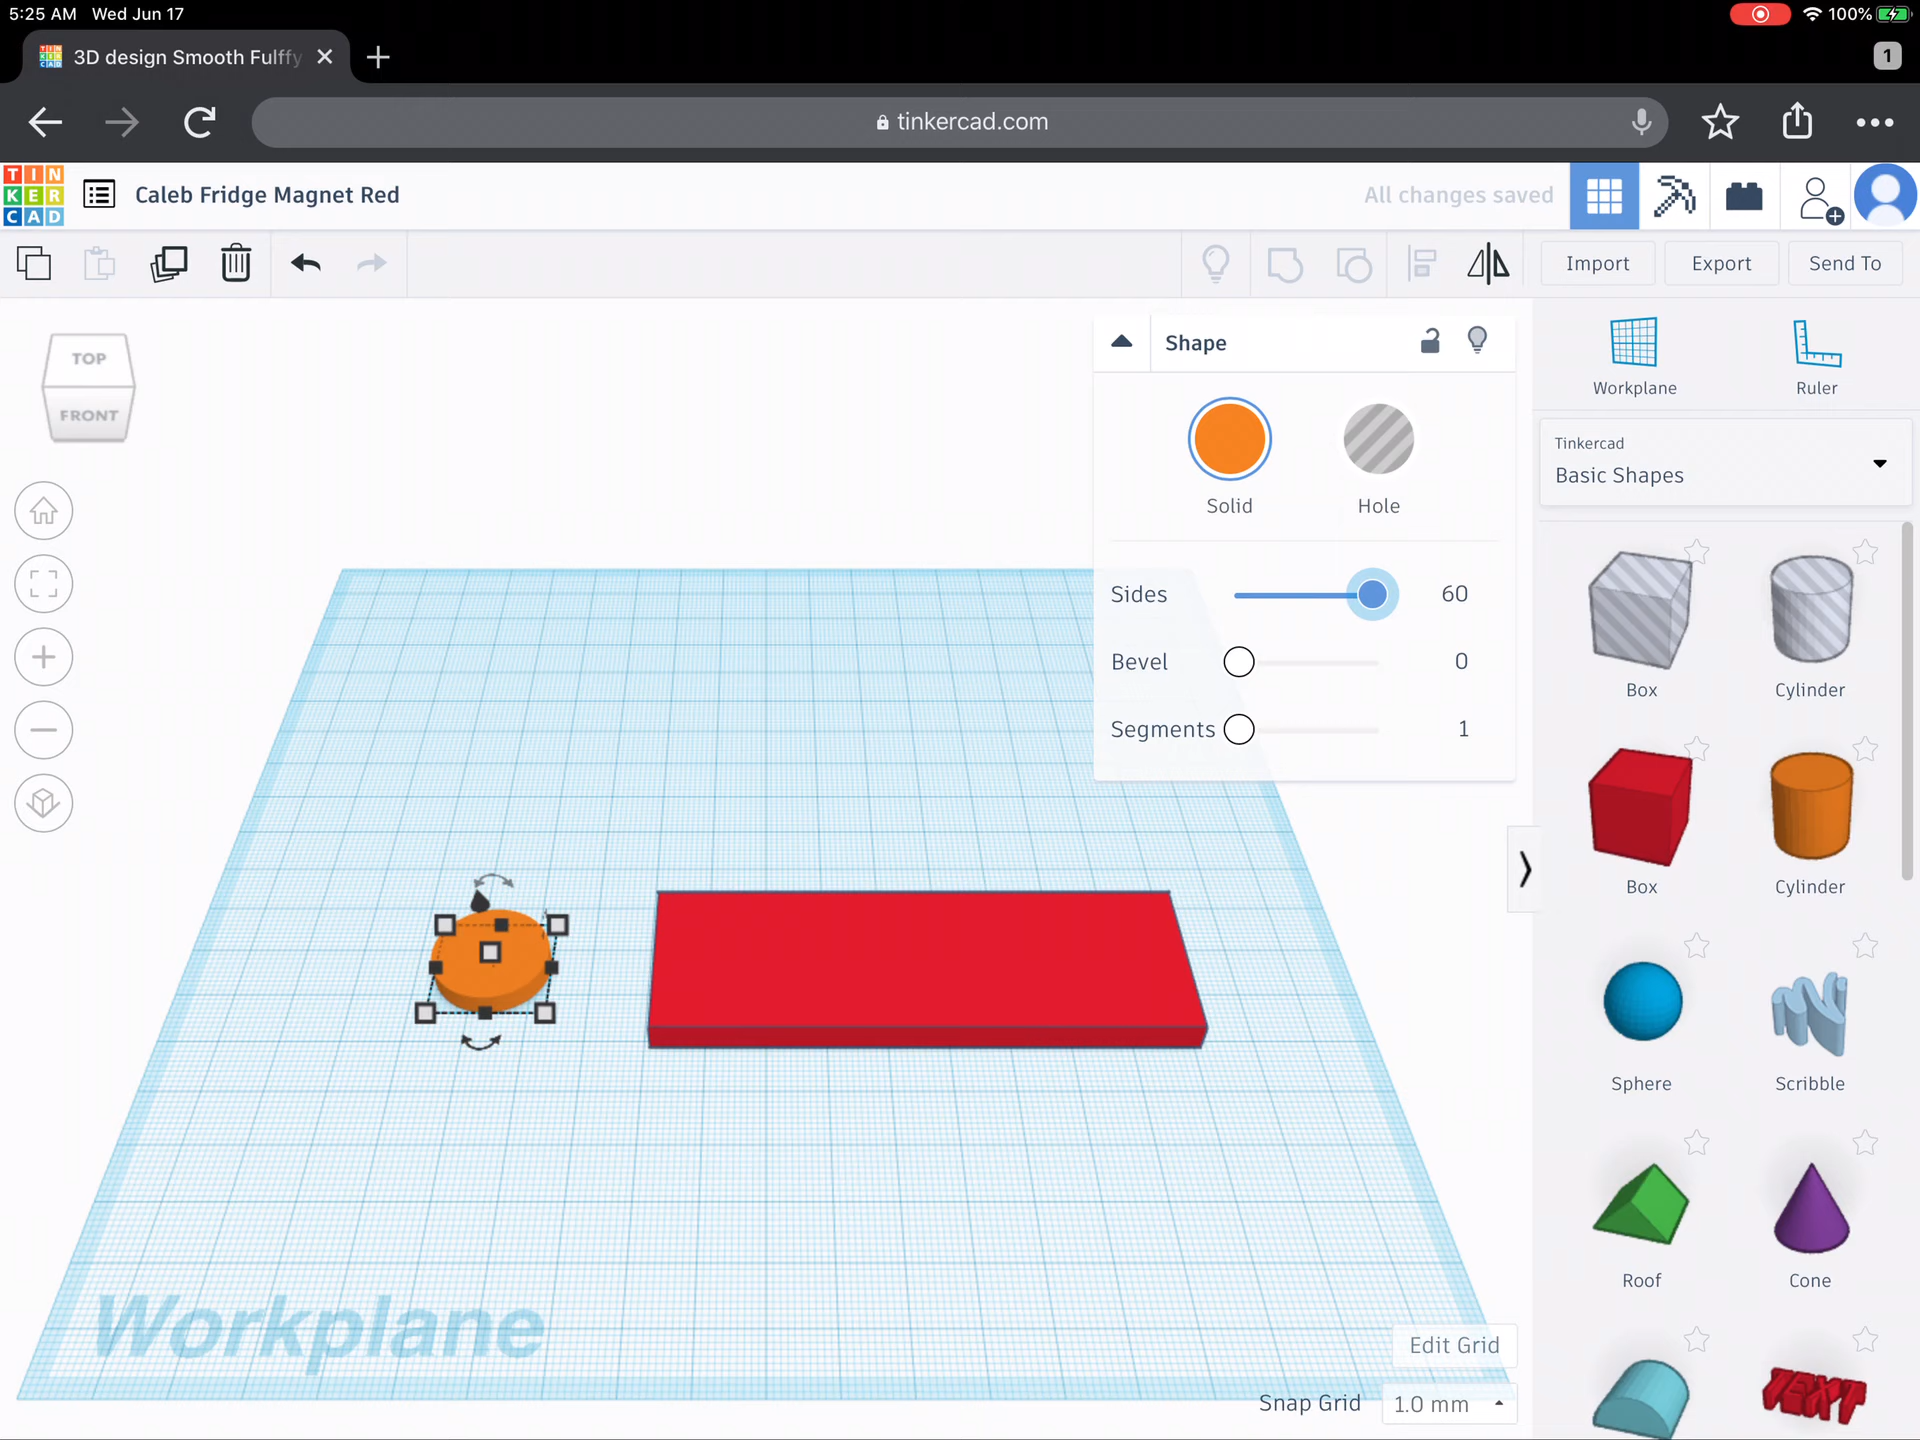 5:25 AM Wed Jun 17
100%
3D design Smooth Fulffy
1
tinkercad.com
TIN
KER
CAD
Caleb Fridge Magnet Red
All changes saved
Import
Export
Send To
TOP
FRONT
Shape
Solid
Hole
Sides
60
Bevel
0
Segments
1
Workplane
Ruler
Tinkercad
Basic Shapes
Box
Cylinder
Box
Cylinder
Sphere
Scribble
Roof
Cone
TEXT
Workplane
Edit Grid
Snap Grid
1.0 mm